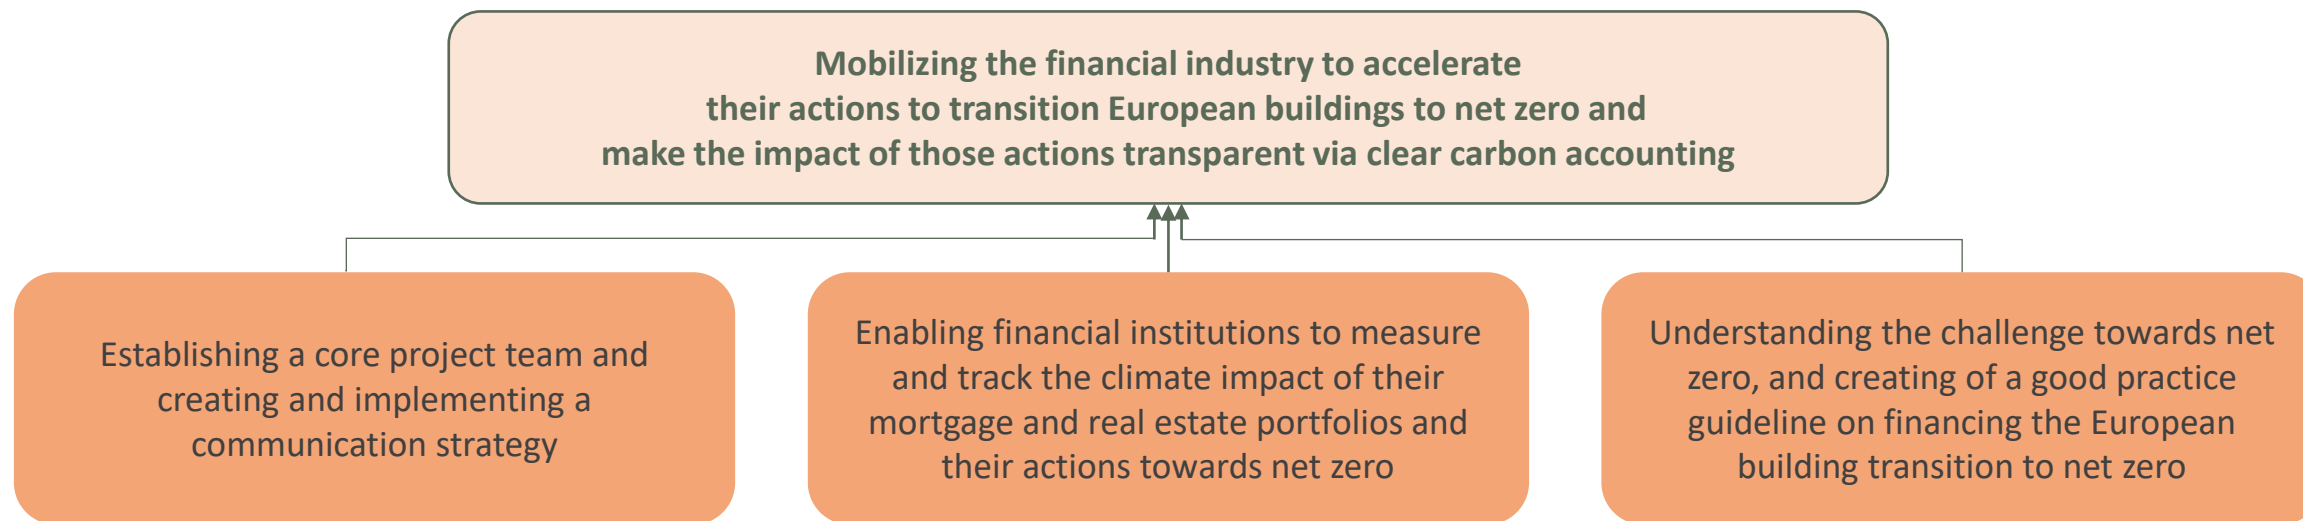 Mobilizing the financial industry to accelerate
their actions to transition European buildings to net zero and
make the impact of those actions transparent via clear carbon accounting
Establishing a core project team and
creating and implementing a
communication strategy
Enabling financial institutions to measure
and track the climate impact of their
mortgage and real estate portfolios and
their actions towards net zero
Understanding the challenge towards net
zero, and creating of a good practice
guideline on financing the European
building transition to net zero